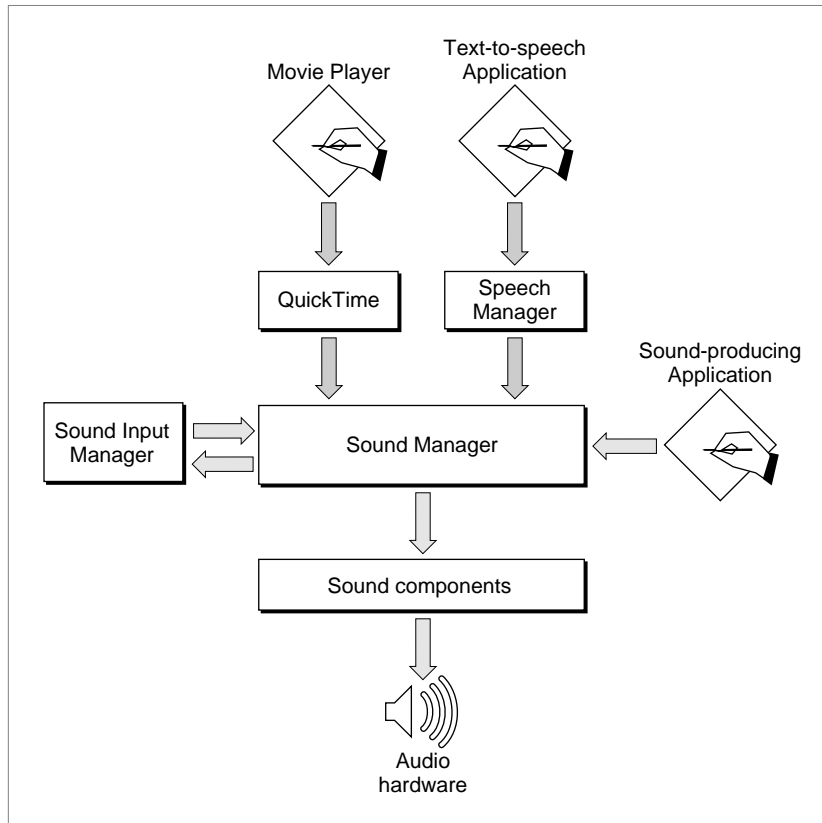 Movie Player
Text-to-speech
Application
QuickTime
Speech
Manager
Sound-producing
Application
Sound Input
Manager
Sound Manager
Sound components
Audio
hardware